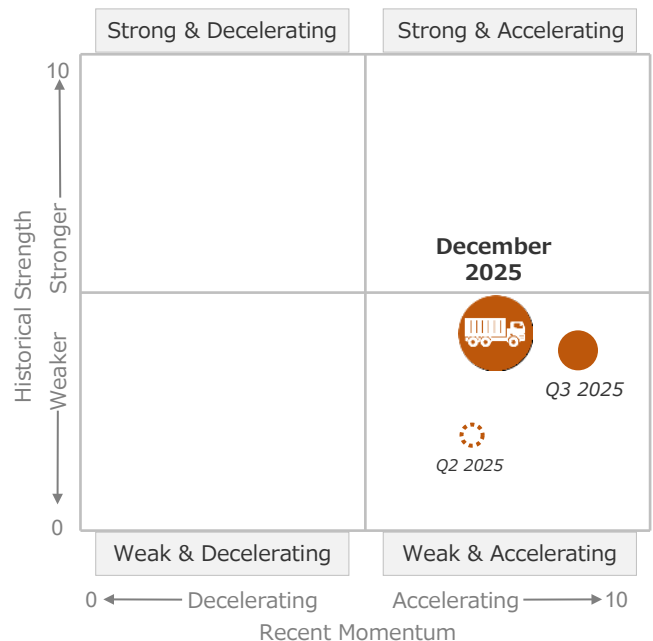 Strong & Decelerating
Strong & Accelerating
10
Historical Strength
Stronger
Weaker
December
2025
Q3 2025
Q2 2025
0
Weak & Decelerating
Weak & Accelerating
0
Decelerating
Accelerating
10
Recent Momentum